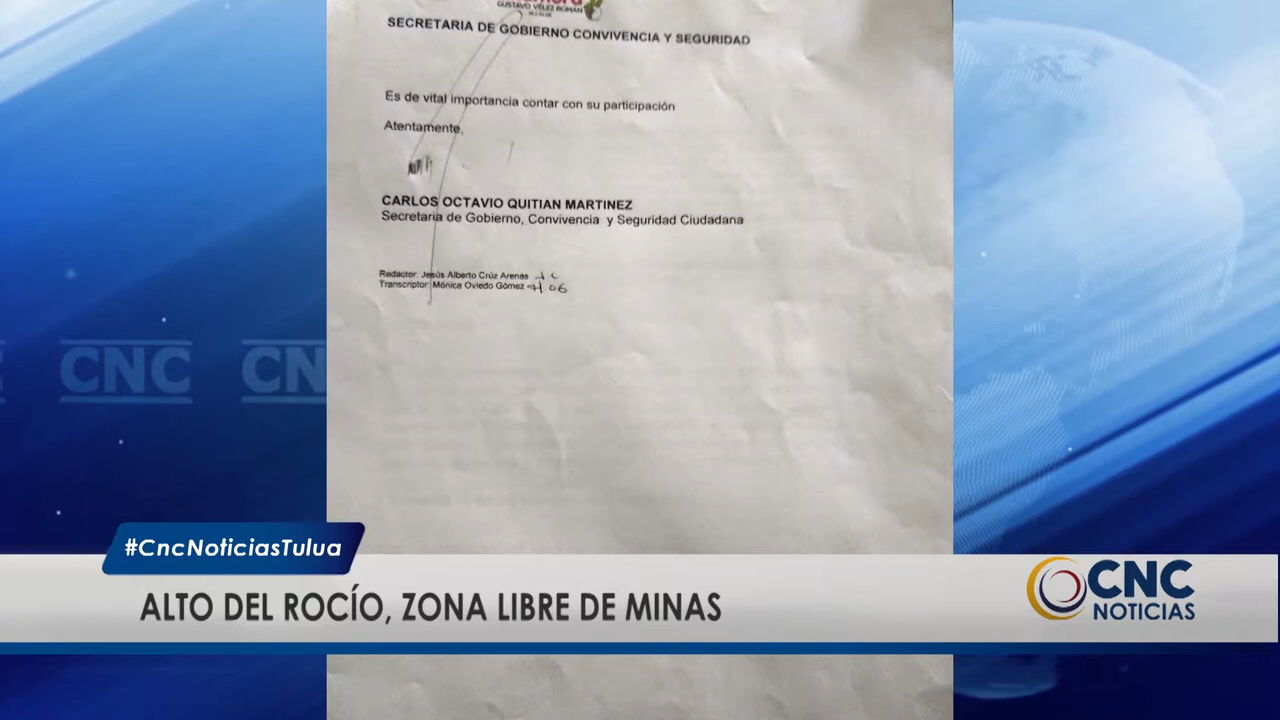 GUSTAVO VÉLEZ ROMÁN
ALCALDE
SECRETARIA DE GOBIERNO CONVIVENCIA Y SEGURIDAD
Es de vital importancia contar con su participación
Atentamente,
CARLOS OCTAVIO QUITIAN MARTINEZ
Secretaria de Gobierno, Convivencia y Seguridad Ciudadana
Redactor: Jesús Alberto Crúz Arenas
Transcriptor: Mónica Oviedo Gómez
CNC CN
#CncNoticiasTulua
ALTO DEL ROCÍO, ZONA LIBRE DE MINAS
CNC
NOTICIAS